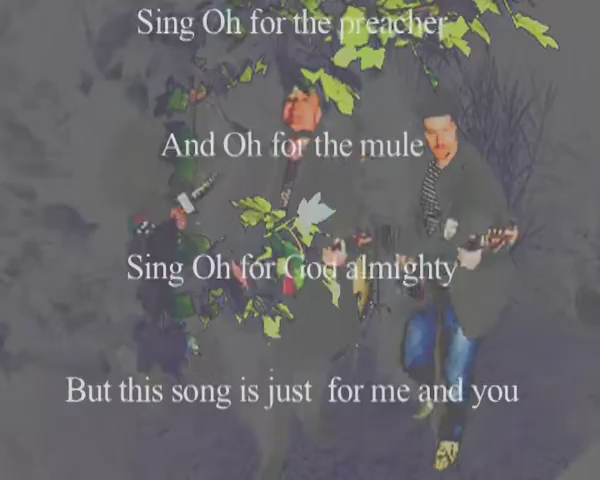 Sing Oh for the preacher
And Oh for the mule
Sing Oh for God almighty
But this song is just for me and you